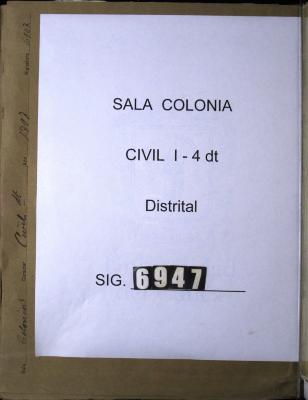 SALA COLONIA
CIVIL I - 4 dt
Distrital
SIG. 6947